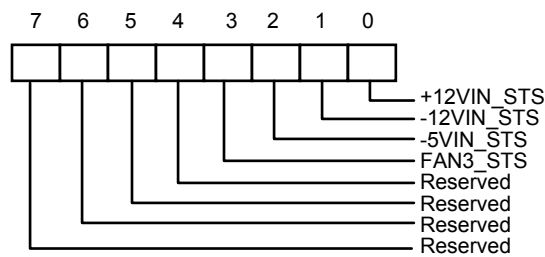 7 6 5 4 3 2 1 0
+12VIN_STS
-12VIN_STS
-5VIN_STS
FAN3_STS
Reserved
Reserved
Reserved
Reserved